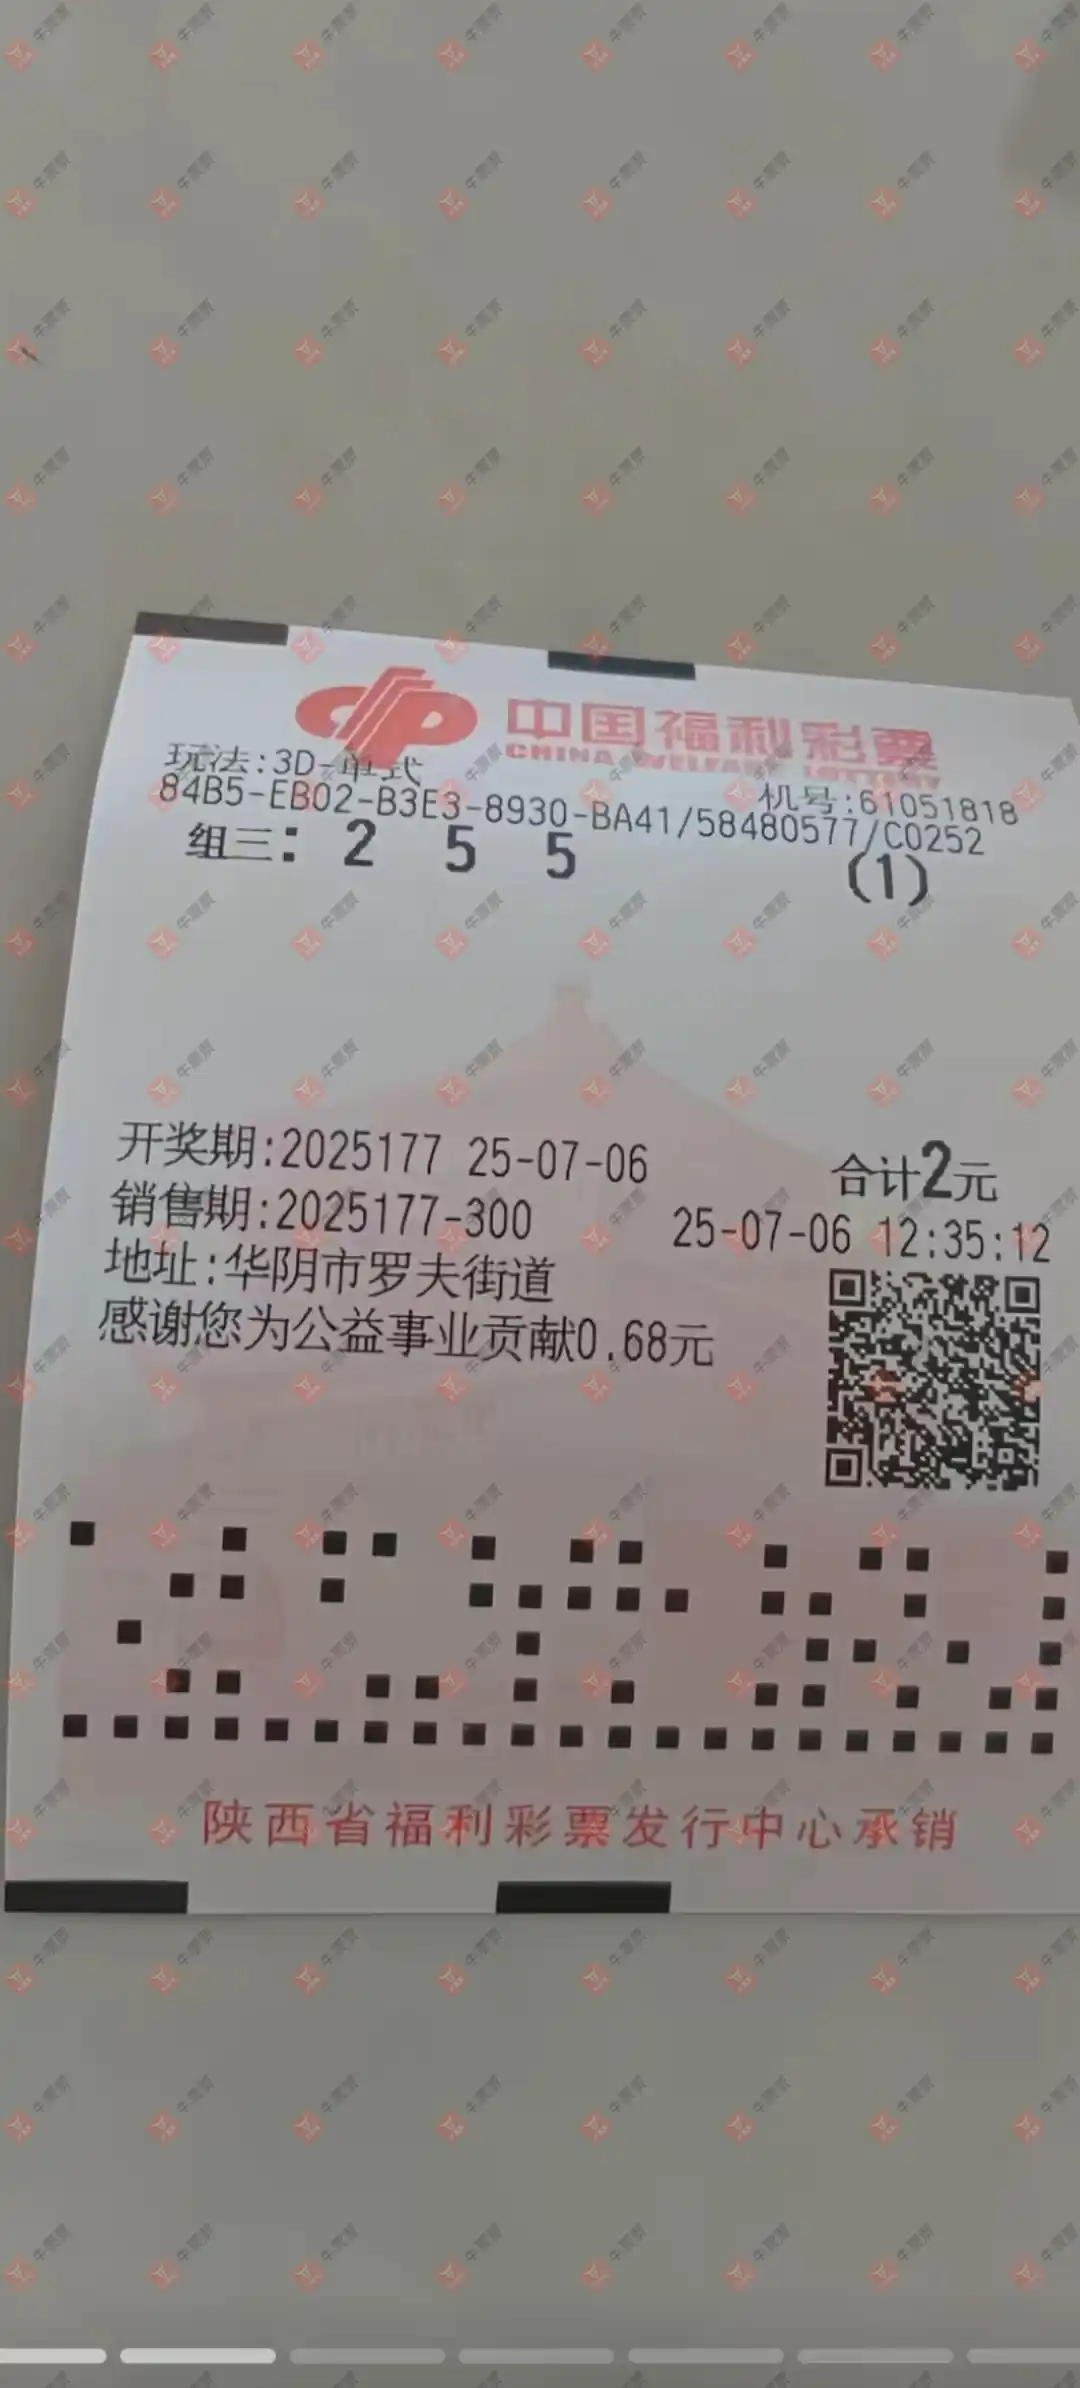 中国福利彩票
CHINA WELFARE LOTTERY
玩法:3D-单式
机号:61051818
84B5-EB02-B3E3-8930-BA41/58480577/C0252
组三: 2 5 5 (1)
开奖期:2025177 25-07-06 合计2元
销售期:2025177-300 25-07-06 12:35:12
地址:华阴市罗夫街道
感谢您为公益事业贡献0.68元
陕西省福利彩票发行中心承销